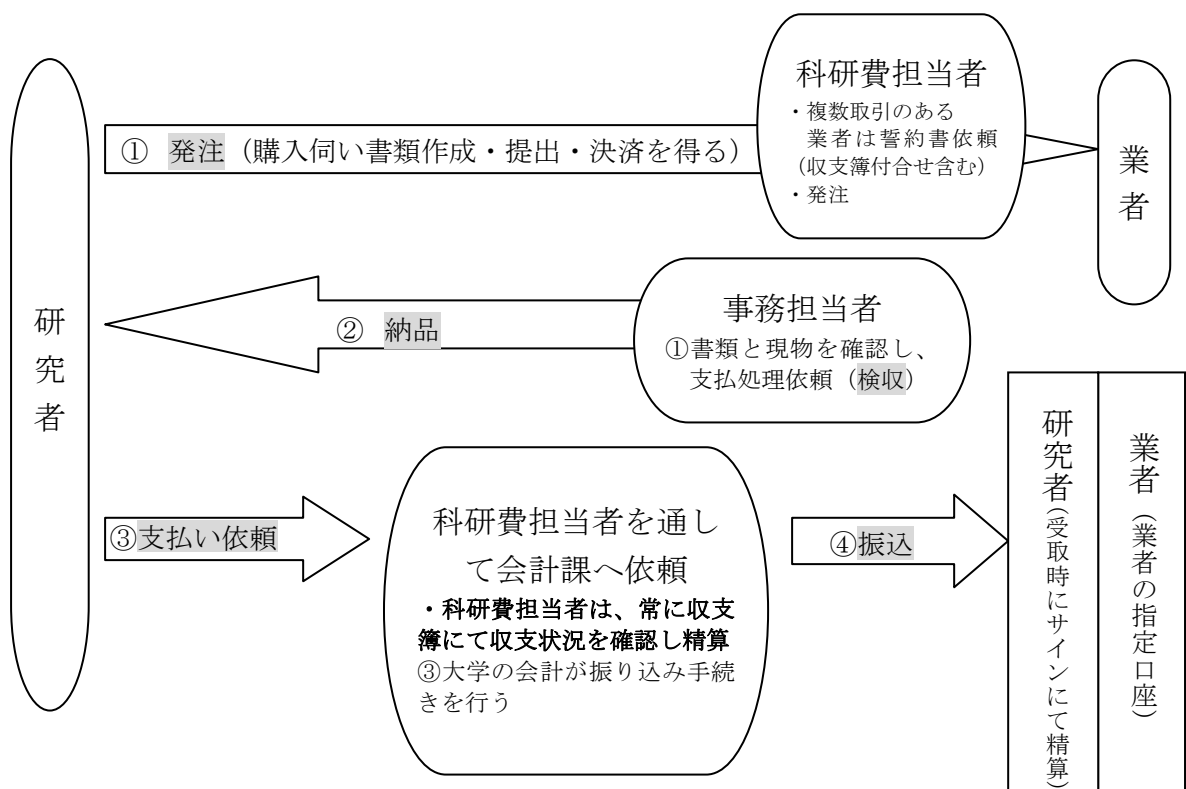 科研費担当者
・複数取引のある
業者は誓約書依頼
(収支簿付合せ含む)
・発注
① 発注（購入伺い書類作成・提出・決済を得る）
業者
研究者
事務担当者
①書類と現物を確認し、
支払処理依頼（検収）
② 納品
科研費担当者を通し
て会計課へ依頼
・科研費担当者は、常に収支
簿にて収支状況を確認し精算
③大学の会計が振り込み手続
きを行う
③支払い依頼
④振込
業者（業者の指定口座）
研究者(受取時にサインにて精算)